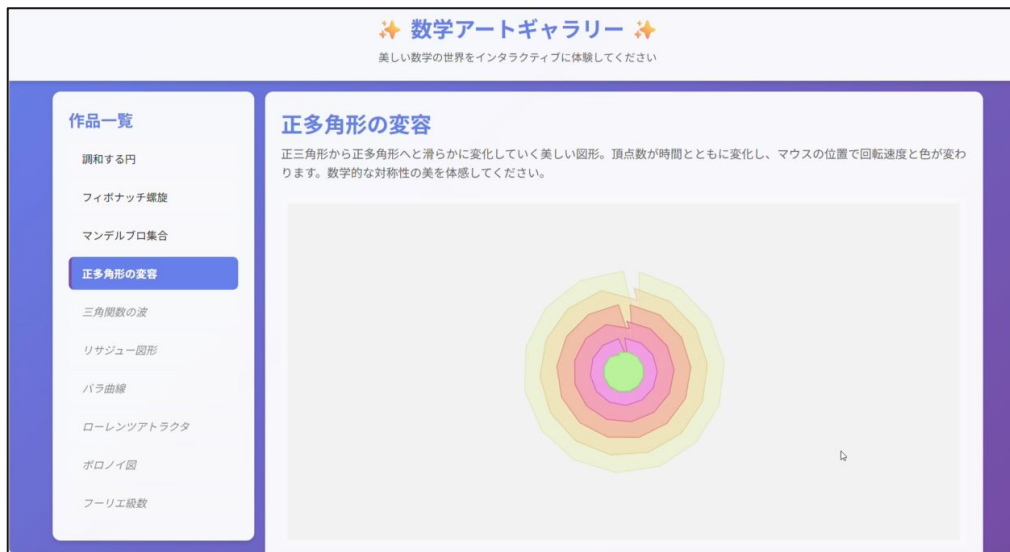 ✨ 数学アートギャラリー ✨
美しい数学の世界をインタラクティブに体験してください
作品一覧
調和する円
フィボナッチ螺旋
マンデルブロ集合
正多角形の変容
三角関数の波
リサジュー図形
バラ曲線
ローレンツアトラクタ
ボロノイ図
フーリエ級数
正多角形の変容
正三角形から正多角形へと滑らかに変化していく美しい図形。頂点数が時間とともに変化し、マウスの位置で回転速度と色が変わ
ります。数学的な対称性の美を体感してください。